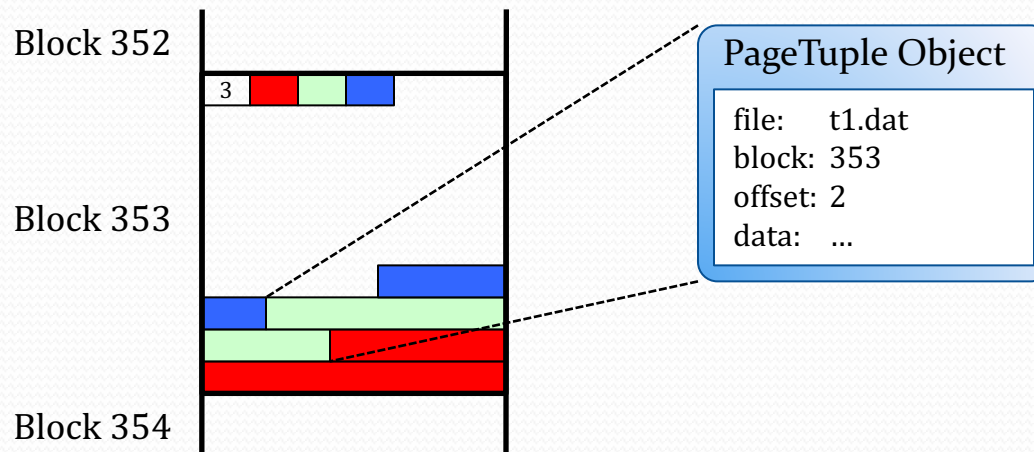 Block 352
3
Block 353
Block 354
PageTuple Object
file: t1.dat
block: 353
offset: 2
data: ...